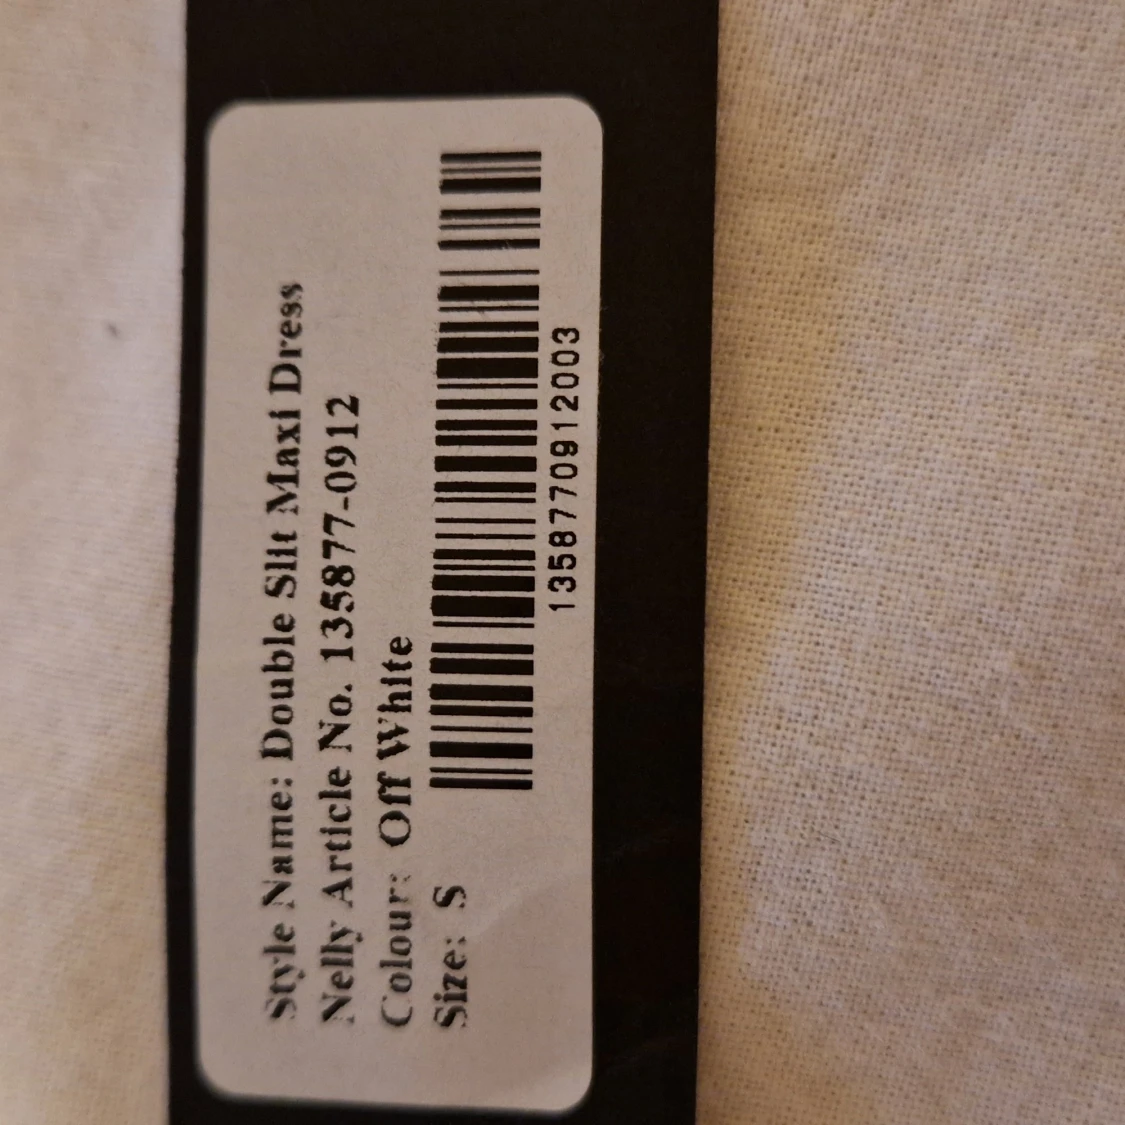 Style Name: Double Slit Maxi Dress
Nelly Article No. 135877-0912
Colour: Off White
Size: S
1358770912003